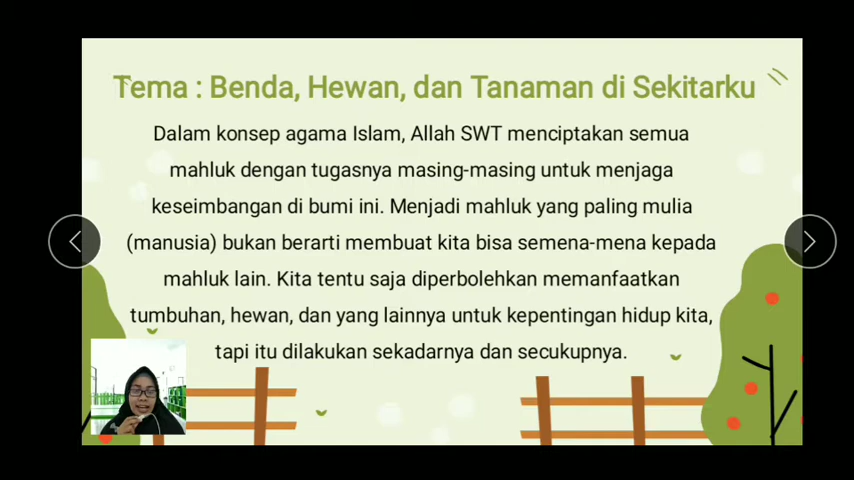 Tema : Benda, Hewan, dan Tanaman di Sekitarku
Dalam konsep agama Islam, Allah SWT menciptakan semua
mahluk dengan tugasnya masing-masing untuk menjaga
keseimbangan di bumi ini. Menjadi mahluk yang paling mulia
(manusia) bukan berarti membuat kita bisa semena-mena kepada
mahluk lain. Kita tentu saja diperbolehkan memanfaatkan
tumbuhan, hewan, dan yang lainnya untuk kepentingan hidup kita,
tapi itu dilakukan sekadarnya dan secukupnya.